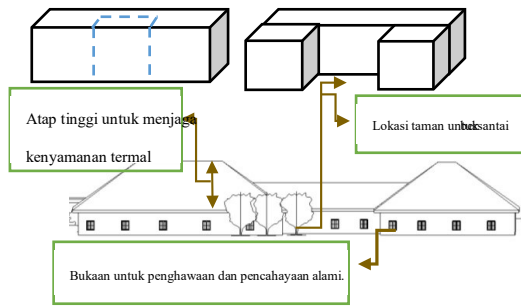 Atap tinggi untuk menjaga
kenyamanan termal
Lokasi taman untuk bersantai
Bukaan untuk penghawaan dan pencahayaan alami.